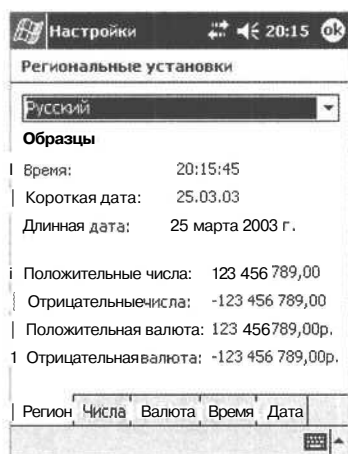 Настройки 20:15 ok
Региональные установки
Русский
Образцы
Время: 20:15:45
Короткая дата: 25.03.03
Длинная дата: 25 марта 2003 г.
Положительные числа: 123 456 789,00
Отрицательныечисла: -123 456 789,00
Положительная валюта: 123 456789,00р.
Отрицательнаявалюта: -123 456 789,00р.
Регион Числа Валюта Время Дата